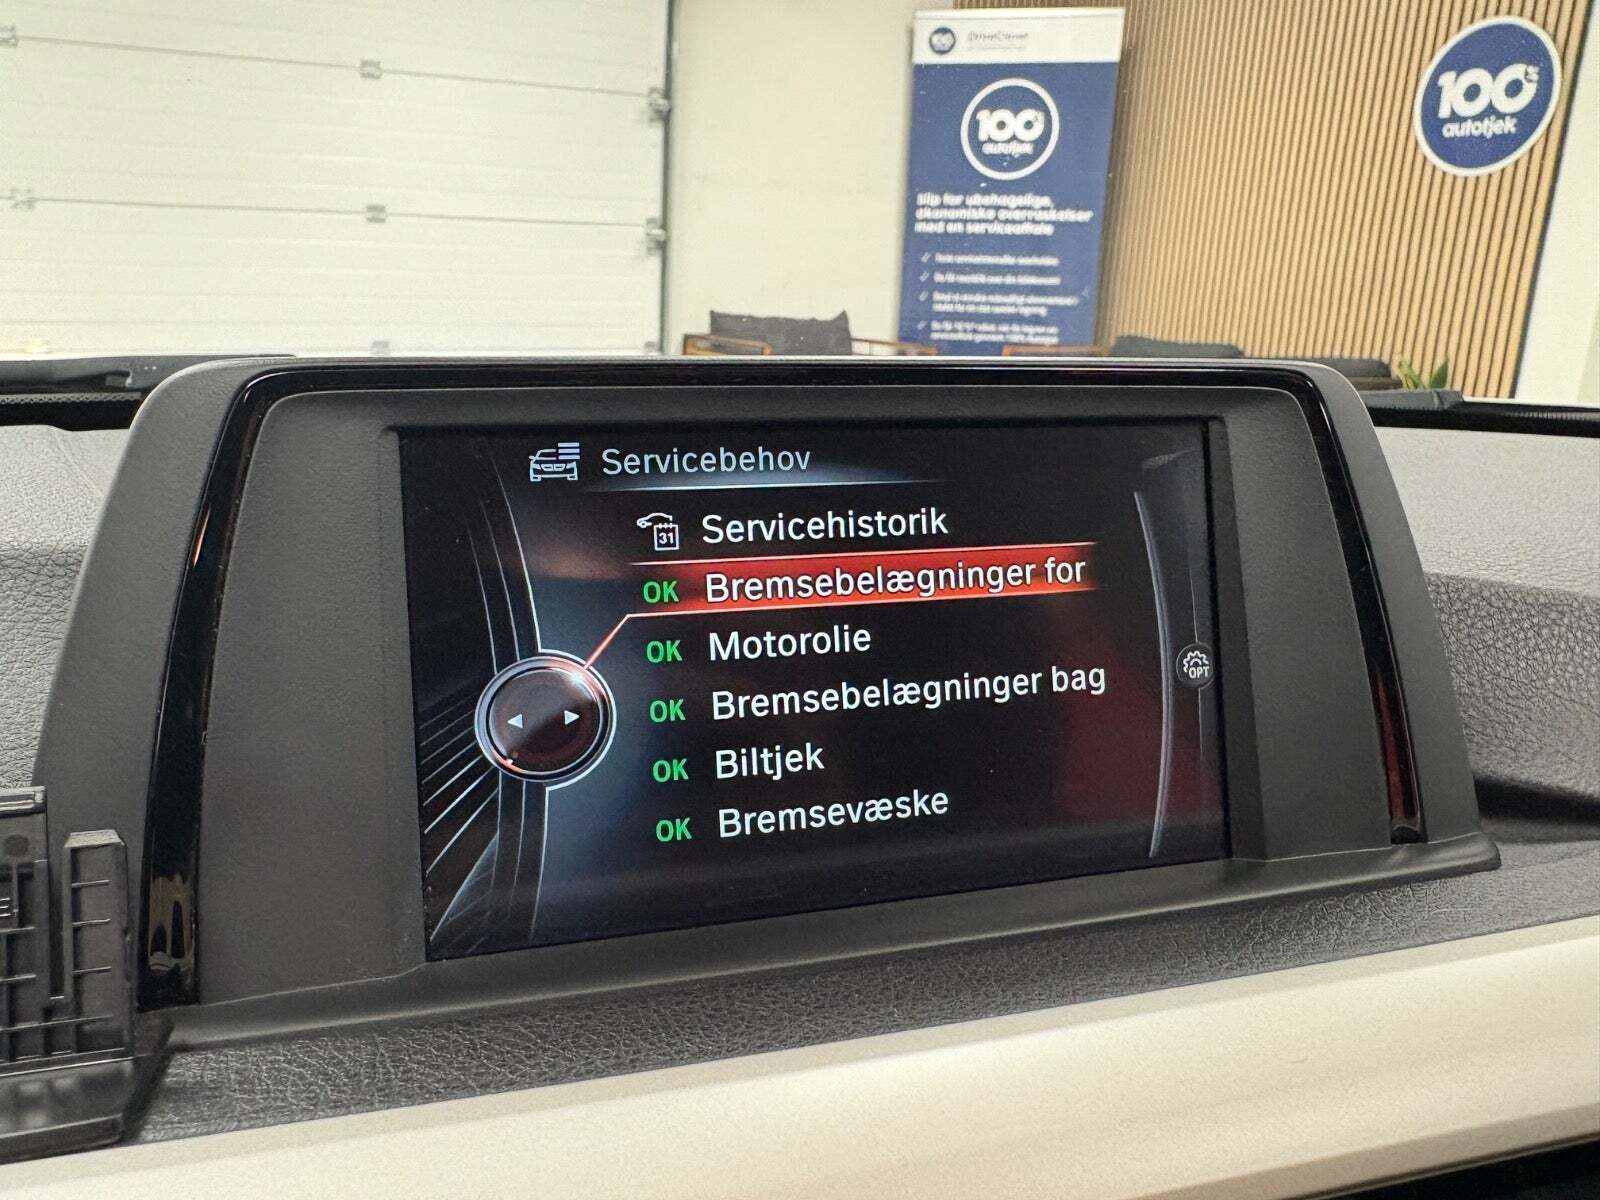 100%
autotjek
100%
autotjek
Slip for ubehagelige,
økonomiske overraskelser
med en serviceaftale
Servicebehov
31
Servicehistorik
OK Bremsebelægninger for
OK Motorolie
OK Bremsebelægninger bag
OK Biltjek
OK Bremsevæske
OPT